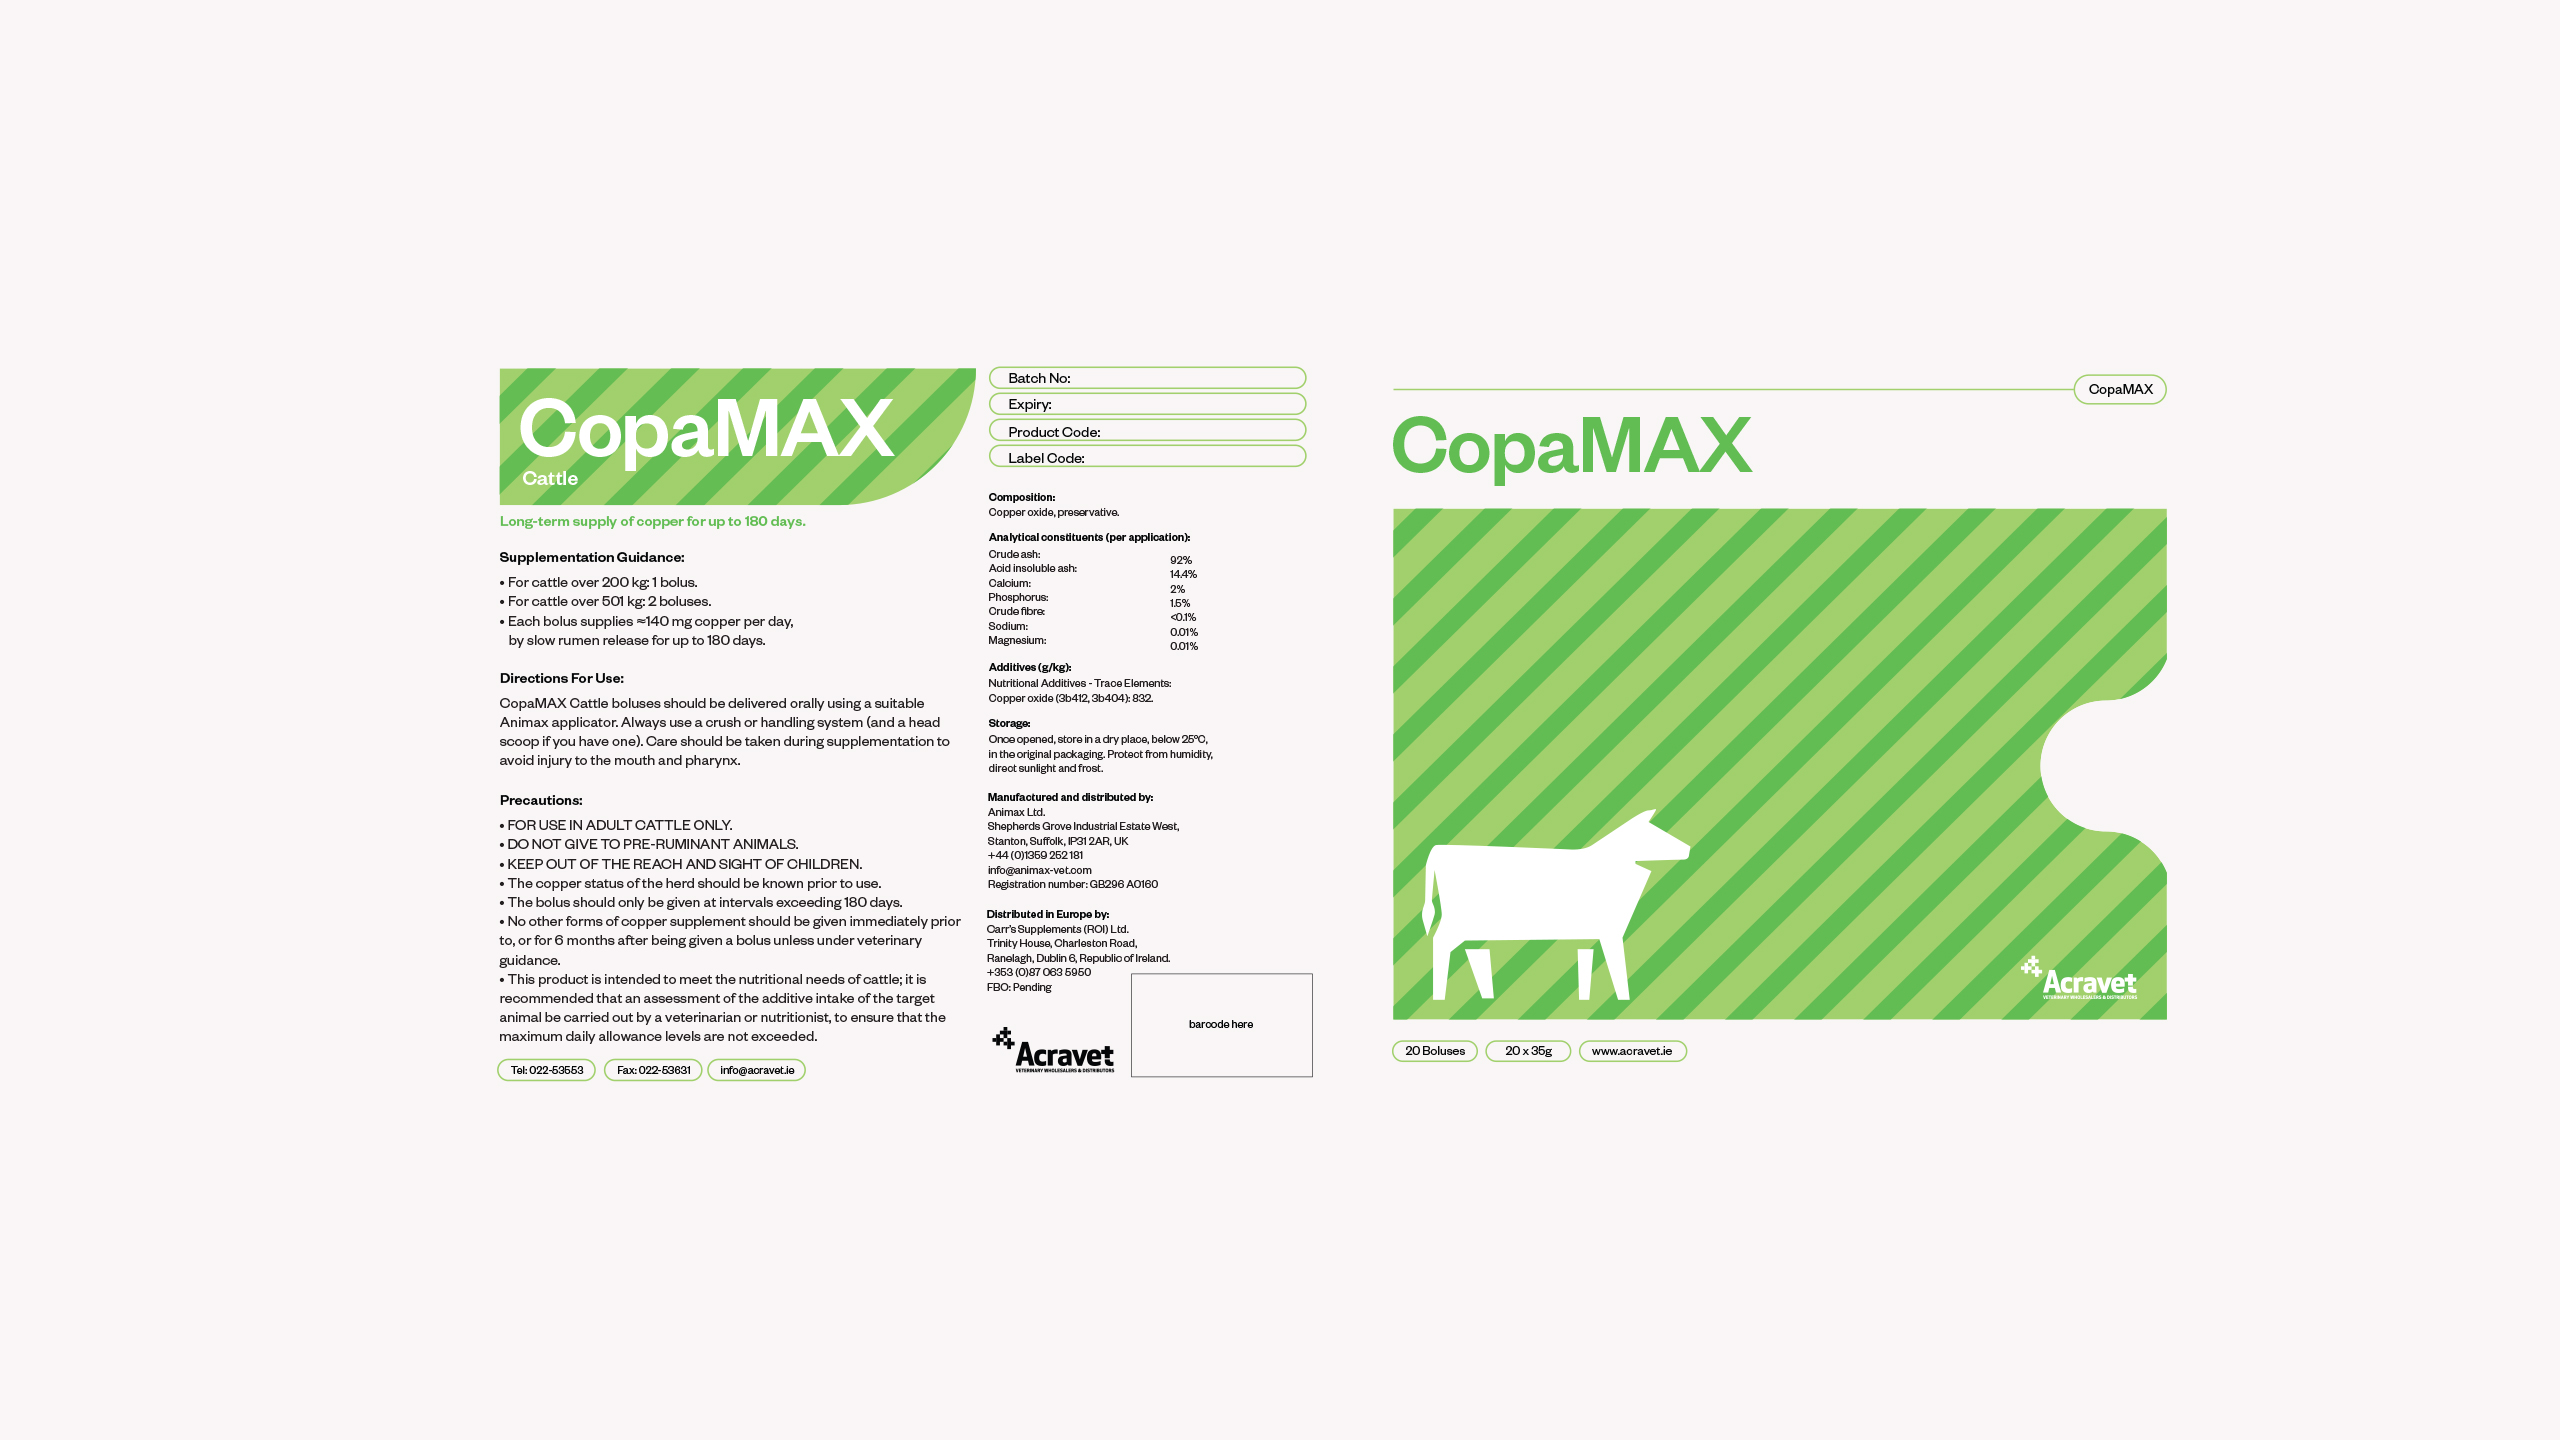 CopaMAX
Cattle
Long-term supply of copper for up to 180 days.
Supplementation Guidance:
• For cattle over 200 kg: 1 bolus.
• For cattle over 501 kg: 2 boluses.
• Each bolus supplies ≈140 mg copper per day,
by slow rumen release for up to 180 days.
Directions For Use:
CopaMAX Cattle boluses should be delivered orally using a suitable
Animax applicator. Always use a crush or handling system (and a head
scoop if you have one). Care should be taken during supplementation to
avoid injury to the mouth and pharynx.
Precautions:
• FOR USE IN ADULT CATTLE ONLY.
• DO NOT GIVE TO PRE-RUMINANT ANIMALS.
• KEEP OUT OF THE REACH AND SIGHT OF CHILDREN.
• The copper status of the herd should be known prior to use.
• The bolus should only be given at intervals exceeding 180 days.
• No other forms of copper supplement should be given immediately prior
to, or for 6 months after being given a bolus unless under veterinary
guidance.
• This product is intended to meet the nutritional needs of cattle; it is
recommended that an assessment of the additive intake of the target
animal be carried out by a veterinarian or nutritionist, to ensure that the
maximum daily allowance levels are not exceeded.
Tel: 022-53553 Fax: 022-53631 info@acravet.ie
Batch No:
Expiry:
Product Code:
Label Code:
Composition:
Copper oxide, preservative.
Analytical constituents (per application):
Crude ash: 92%
Acid insoluble ash: 14.4%
Calcium: 2%
Phosphorus: 1.5%
Crude fibre: <0.1%
Sodium: 0.01%
Magnesium: 0.01%
Additives (g/kg):
Nutritional Additives - Trace Elements:
Copper oxide (3b412, 3b404): 832.
Storage:
Once opened, store in a dry place, below 25°C,
in the original packaging. Protect from humidity,
direct sunlight and frost.
Manufactured and distributed by:
Animax Ltd.
Shepherds Grove Industrial Estate West,
Stanton, Suffolk, IP31 2AR, UK
+44 (0)1359 252 181
info@animax-vet.com
Registration number: GB296 A0160
Distributed in Europe by:
Carr's Supplements (ROI) Ltd.
Trinity House, Charleston Road,
Ranelagh, Dublin 6, Republic of Ireland.
+353 (0)87 063 5950
FBO: Pending
Acravet
VETERINARY WHOLESALERS & DISTRIBUTORS
barcode here
CopaMAX
CopaMAX
Acravet
VETERINARY WHOLESALERS & DISTRIBUTORS
20 Boluses 20 x 35g www.acravet.ie